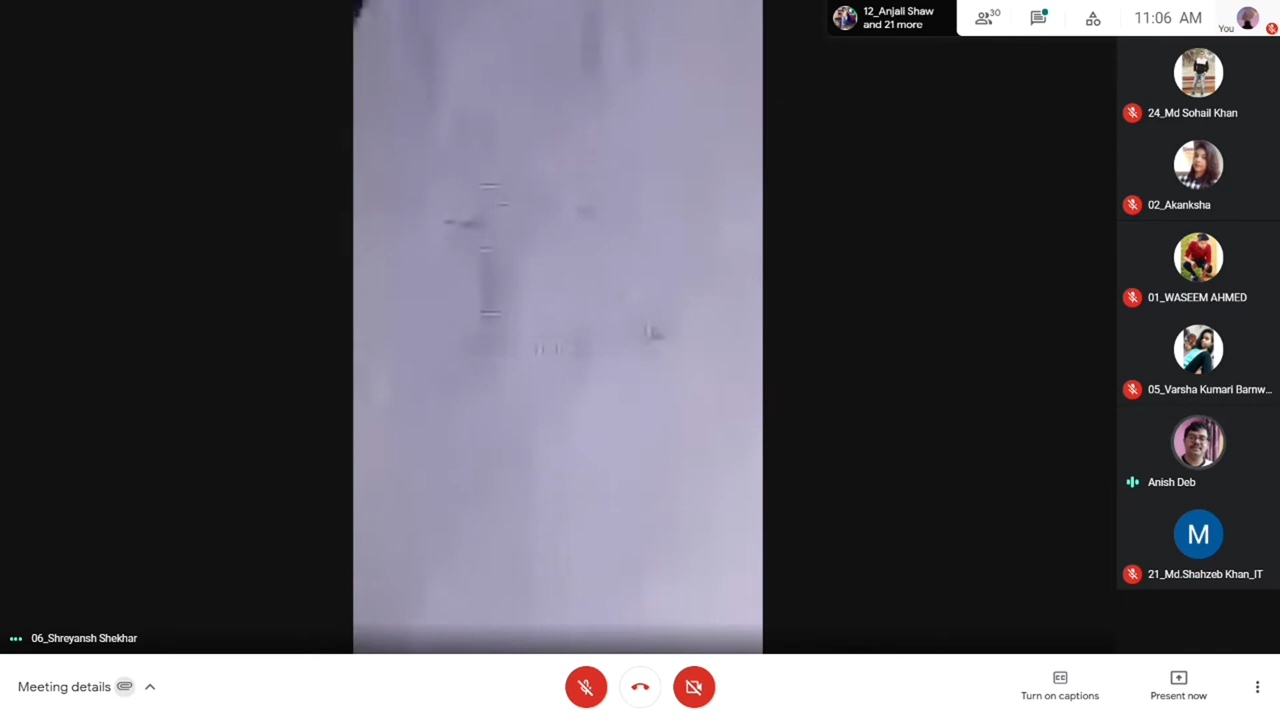 12_Anjali Shaw
and 21 more
30
11:06 AM
You
24_Md Sohail Khan
02_Akanksha
01_WASEEM AHMED
05_Varsha Kumari Barnw...
Anish Deb
M
21_Md.Shahzeb Khan_IT
06_Shreyansh Shekhar
Meeting details
CC
Turn on captions
Present now